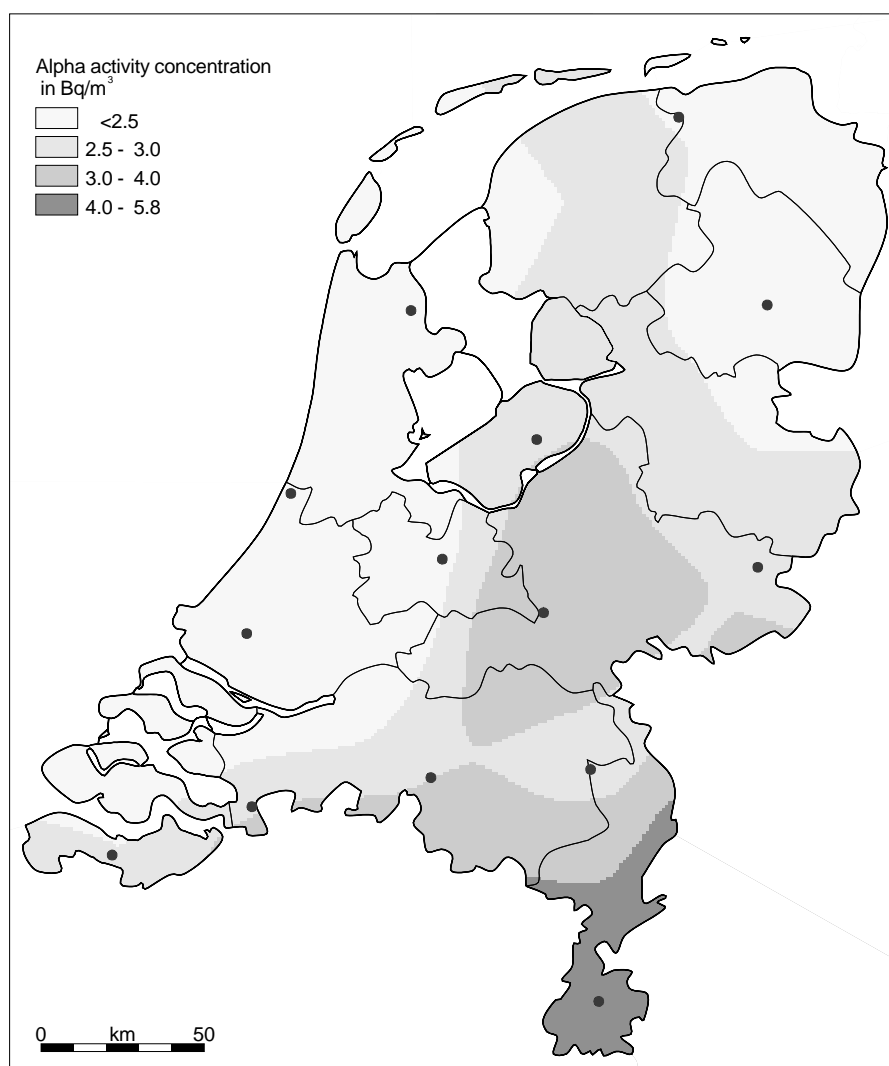 Alpha activity concentration
in Bq/m³
<2.5
2.5 - 3.0
3.0 - 4.0
4.0 - 5.8
0 km 50